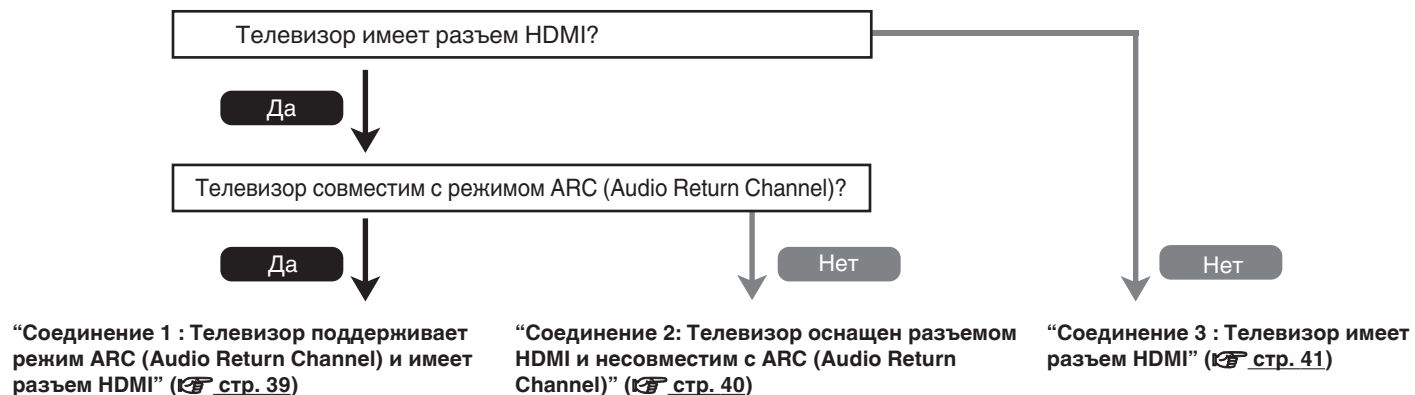 Телевизор имеет разъем HDMI?
Да
Телевизор совместим с режимом ARC (Audio Return Channel)?
Да
Нет
Нет
“Соединение 1 : Телевизор поддерживает
режим ARC (Audio Return Channel) и имеет
разъем HDMI” (стр. 39)
“Соединение 2: Телевизор оснащен разъемом
HDMI и несовместим с ARC (Audio Return
Channel)” (стр. 40)
“Соединение 3 : Телевизор имеет
разъем HDMI” (стр. 41)